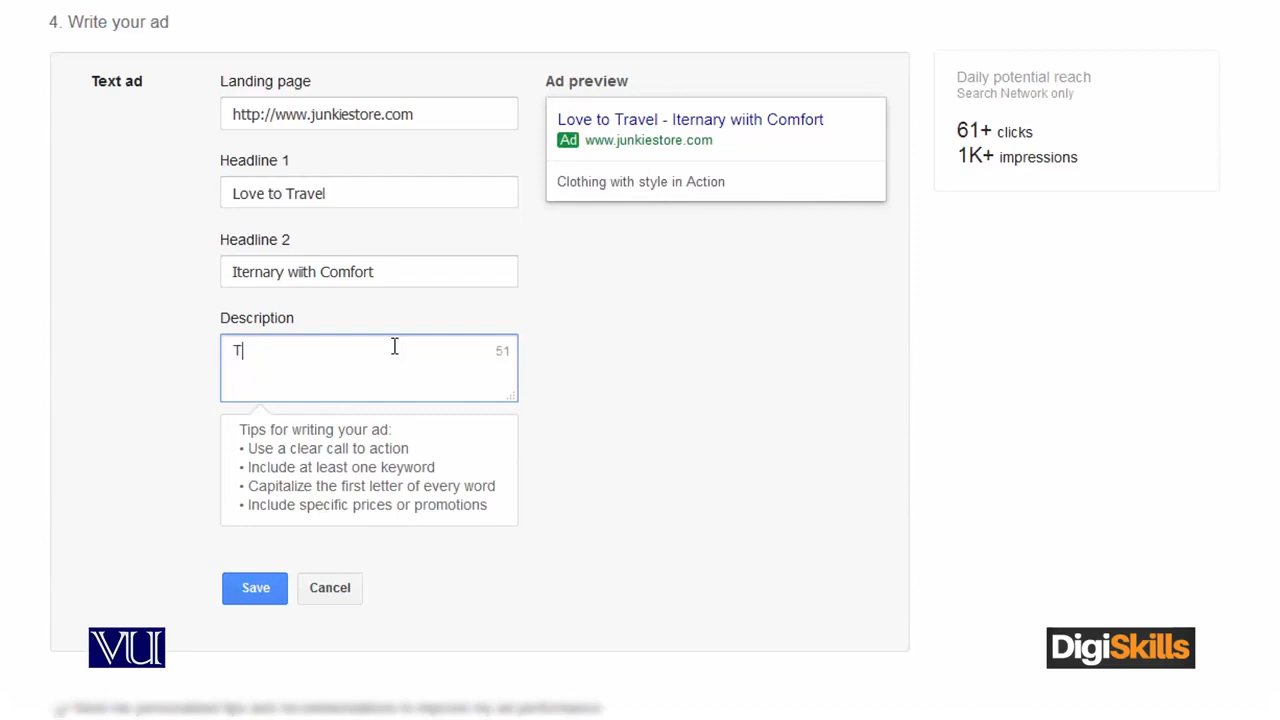 4. Write your ad
Text ad
Landing page
http://www.junkiestore.com
Headline 1
Love to Travel
Headline 2
Iternary wiith Comfort
Description
T
51
Tips for writing your ad:
• Use a clear call to action
• Include at least one keyword
• Capitalize the first letter of every word
• Include specific prices or promotions
Save Cancel
Ad preview
Love to Travel - Iternary wiith Comfort
Ad www.junkiestore.com
Clothing with style in Action
Daily potential reach
Search Network only
61+ clicks
1K+ impressions
VU
DigiSkills